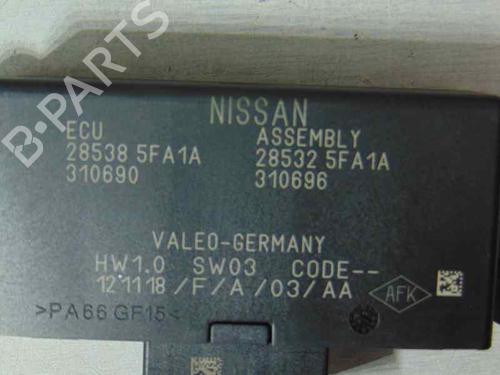 NISSAN
ECU ASSEMBLY
28538 5FA1A 28532 5FA1A
310690 310696
VALEO-GERMANY
HW1.0 SW03 CODE--
12.11.18/F/A/03/AA AFK
>PA66 GF15<
B-Parts